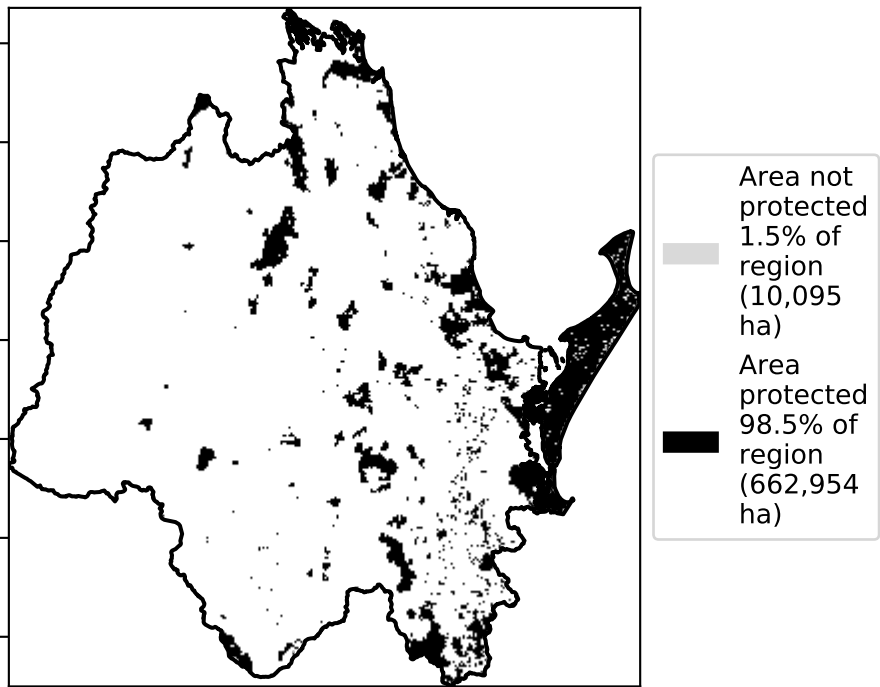 Area not
protected
1.5% of
region
(10,095
ha)
Area
protected
98.5% of
region
(662,954
ha)